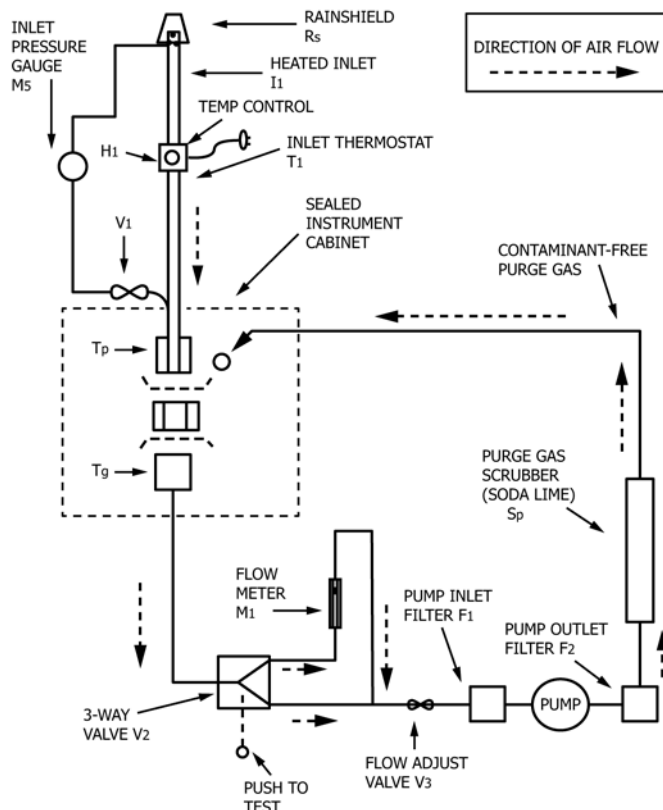 INLET
PRESSURE
GAUGE
M5
RAINSHIELD
Rs
HEATED INLET
I1
TEMP CONTROL
H1
INLET THERMOSTAT
T1
DIRECTION OF AIR FLOW
V1
SEALED
INSTRUMENT
CABINET
CONTAMINANT-FREE
PURGE GAS
Tp
Tg
PURGE GAS
SCRUBBER
(SODA LIME)
Sp
FLOW
METER
M1
PUMP INLET
FILTER F1
PUMP OUTLET
FILTER F2
3-WAY
VALVE V2
PUMP
FLOW ADJUST
VALVE V3
PUSH TO
TEST